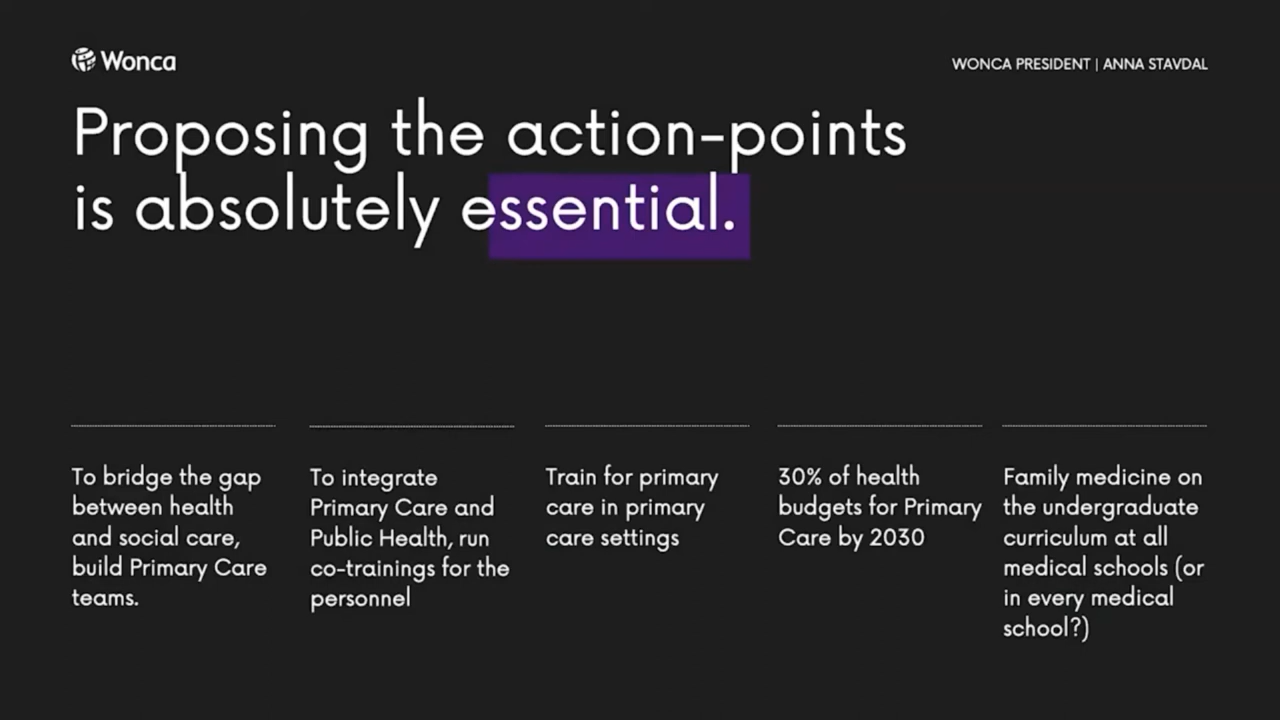 Wonca
WONCA PRESIDENT | ANNA STAVDAL
Proposing the action-points
is absolutely essential.
To bridge the gap
between health
and social care,
build Primary Care
teams.
To integrate
Primary Care and
Public Health, run
co-trainings for the
personnel
Train for primary
care in primary
care settings
30% of health
budgets for Primary
Care by 2030
Family medicine on
the undergraduate
curriculum at all
medical schools (or
in every medical
school?)